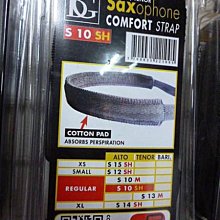 BG
Saxophone
COMFORT STRAP
S 10 SH
COTTON PAD
ABSORBS PERSPIRATION
ALTO TENOR BARI.
XS S 15 SH
SMALL S 12 SH
S 10 M
REGULAR S 10 SH
S 13 M
XL S 14 SH